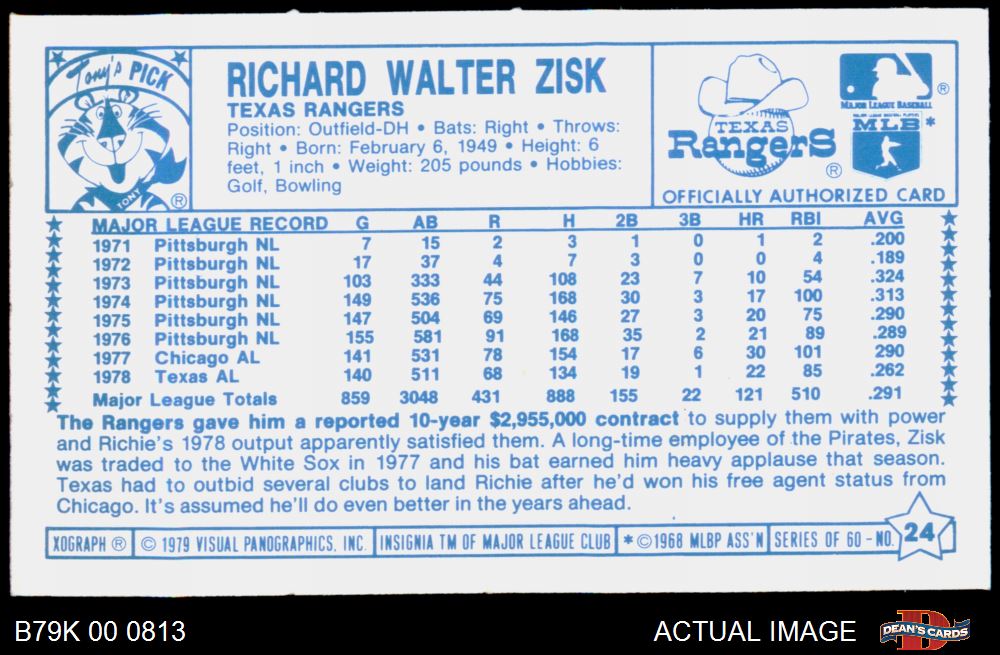 Tony's PICK
TONY
®
RICHARD WALTER ZISK
TEXAS RANGERS
Position: Outfield-DH • Bats: Right • Throws:
Right • Born: February 6, 1949 • Height: 6
feet, 1 inch • Weight: 205 pounds • Hobbies:
Golf, Bowling
TEXAS
Rangers
®
®
MAJOR LEAGUE BASEBALL
MAJOR LEAGUE BASEBALL PLAYERS
MLB *
OFFICIALLY AUTHORIZED CARD
MAJOR LEAGUE RECORD G AB R H 2B 3B HR RBI AVG
1971 Pittsburgh NL 7 15 2 3 1 0 1 2 .200
1972 Pittsburgh NL 17 37 4 7 3 0 0 4 .189
1973 Pittsburgh NL 103 333 44 108 23 7 10 54 .324
1974 Pittsburgh NL 149 536 75 168 30 3 17 100 .313
1975 Pittsburgh NL 147 504 69 146 27 3 20 75 .290
1976 Pittsburgh NL 155 581 91 168 35 2 21 89 .289
1977 Chicago AL 141 531 78 154 17 6 30 101 290
1978 Texas AL 140 511 68 134 19 1 22 85 .262
Major League Totals 859 3048 431 888 155 22 121 510 .291
The Rangers gave him a reported 10-year $2,955,000 contract to supply them with power
and Richie's 1978 output apparently satisfied them. A long-time employee of the Pirates, Zisk
was traded to the White Sox in 1977 and his bat earned him heavy applause that season.
Texas had to outbid several clubs to land Richie after he'd won his free agent status from
Chicago. It's assumed he'll do even better in the years ahead.
XOGRAPH ® © 1979 VISUAL PANOGRAPHICS, INC. INSIGNIA TM OF MAJOR LEAGUE CLUB * © 1968 MLBP ASS'N SERIES OF 60 - NO. 24
B79K 00 0813
ACTUAL IMAGE
D
DEAN'S CARDS